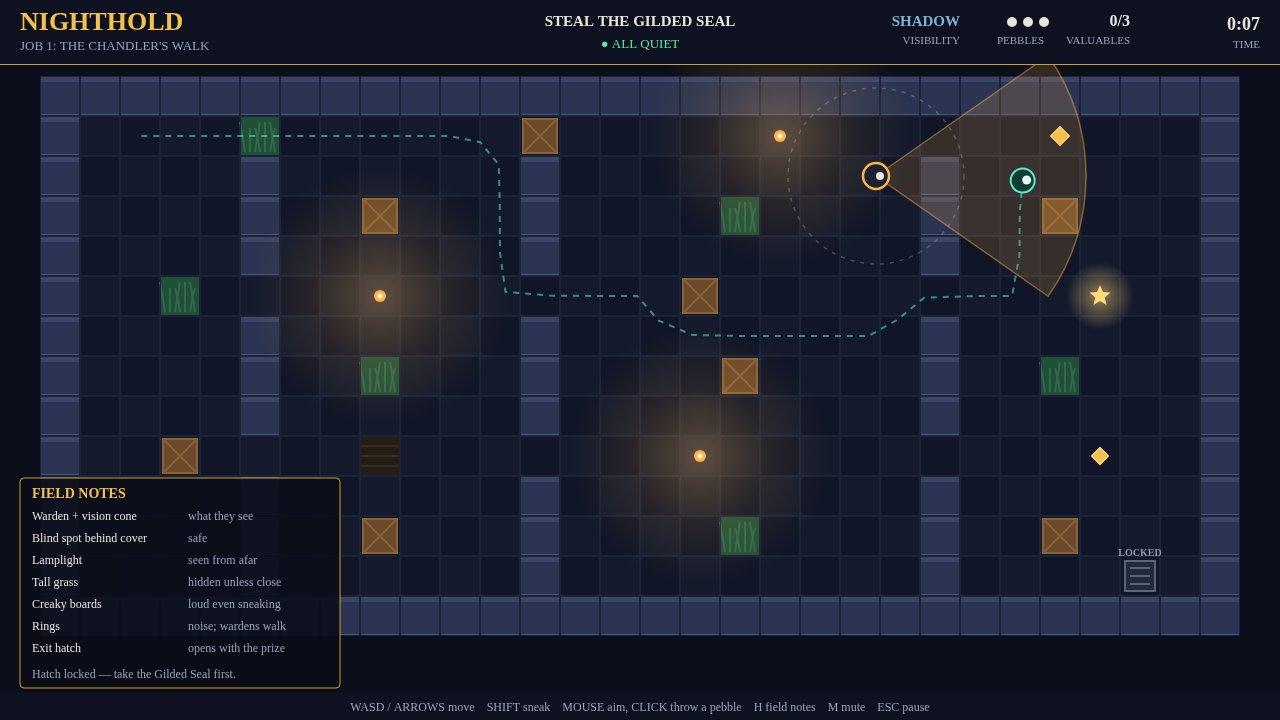 NIGHTHOLD
JOB 1: THE CHANDLER'S WALK
STEAL THE GILDED SEAL
● ALL QUIET
SHADOW
VISIBILITY
PEBBLES
0/3
VALUABLES
0:07
TIME
LOCKED
FIELD NOTES
Warden + vision cone what they see
Blind spot behind cover safe
Lamplight seen from afar
Tall grass hidden unless close
Creaky boards loud even sneaking
Rings noise; wardens walk
Exit hatch opens with the prize
Hatch locked — take the Gilded Seal first.
WASD / ARROWS move SHIFT sneak MOUSE aim, CLICK throw a pebble H field notes M mute ESC pause